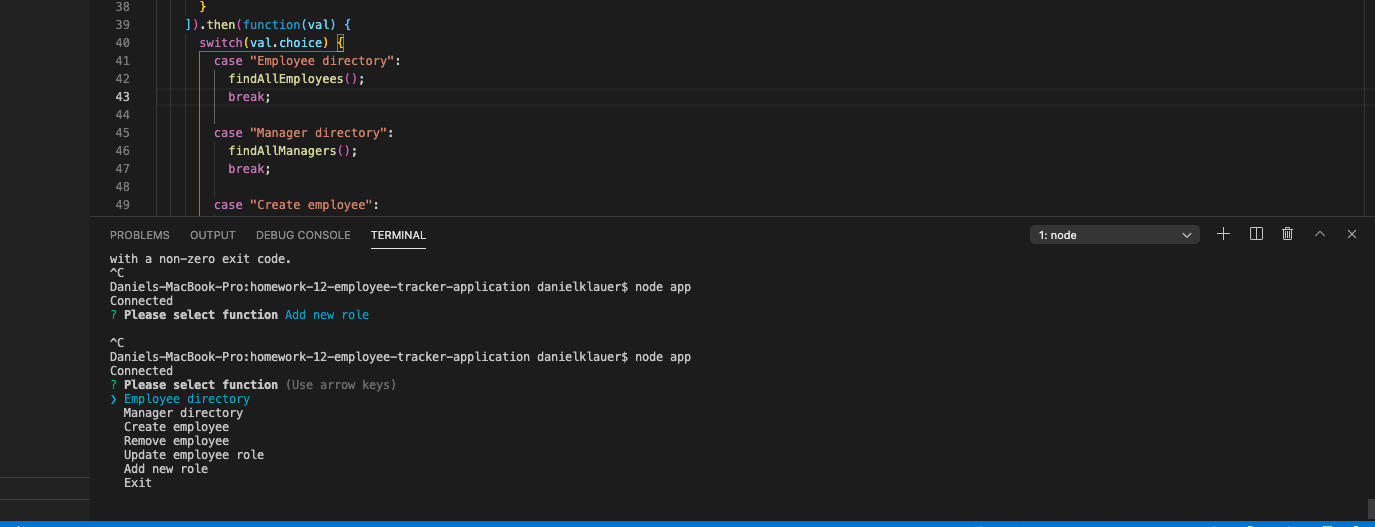 38 }
39 ]).then(function(val) {
40 switch(val.choice) {
41 case "Employee directory":
42 findAllEmployees();
43 break;
44
45 case "Manager directory":
46 findAllManagers();
47 break;
48
49 case "Create employee":
PROBLEMS OUTPUT DEBUG CONSOLE TERMINAL 1: node
with a non-zero exit code.
^C
Daniels-MacBook-Pro:homework-12-employee-tracker-application danielklauer$ node app
Connected
? Please select function Add new role
^C
Daniels-MacBook-Pro:homework-12-employee-tracker-application danielklauer$ node app
Connected
? Please select function (Use arrow keys)
❯ Employee directory
Manager directory
Create employee
Remove employee
Update employee role
Add new role
Exit